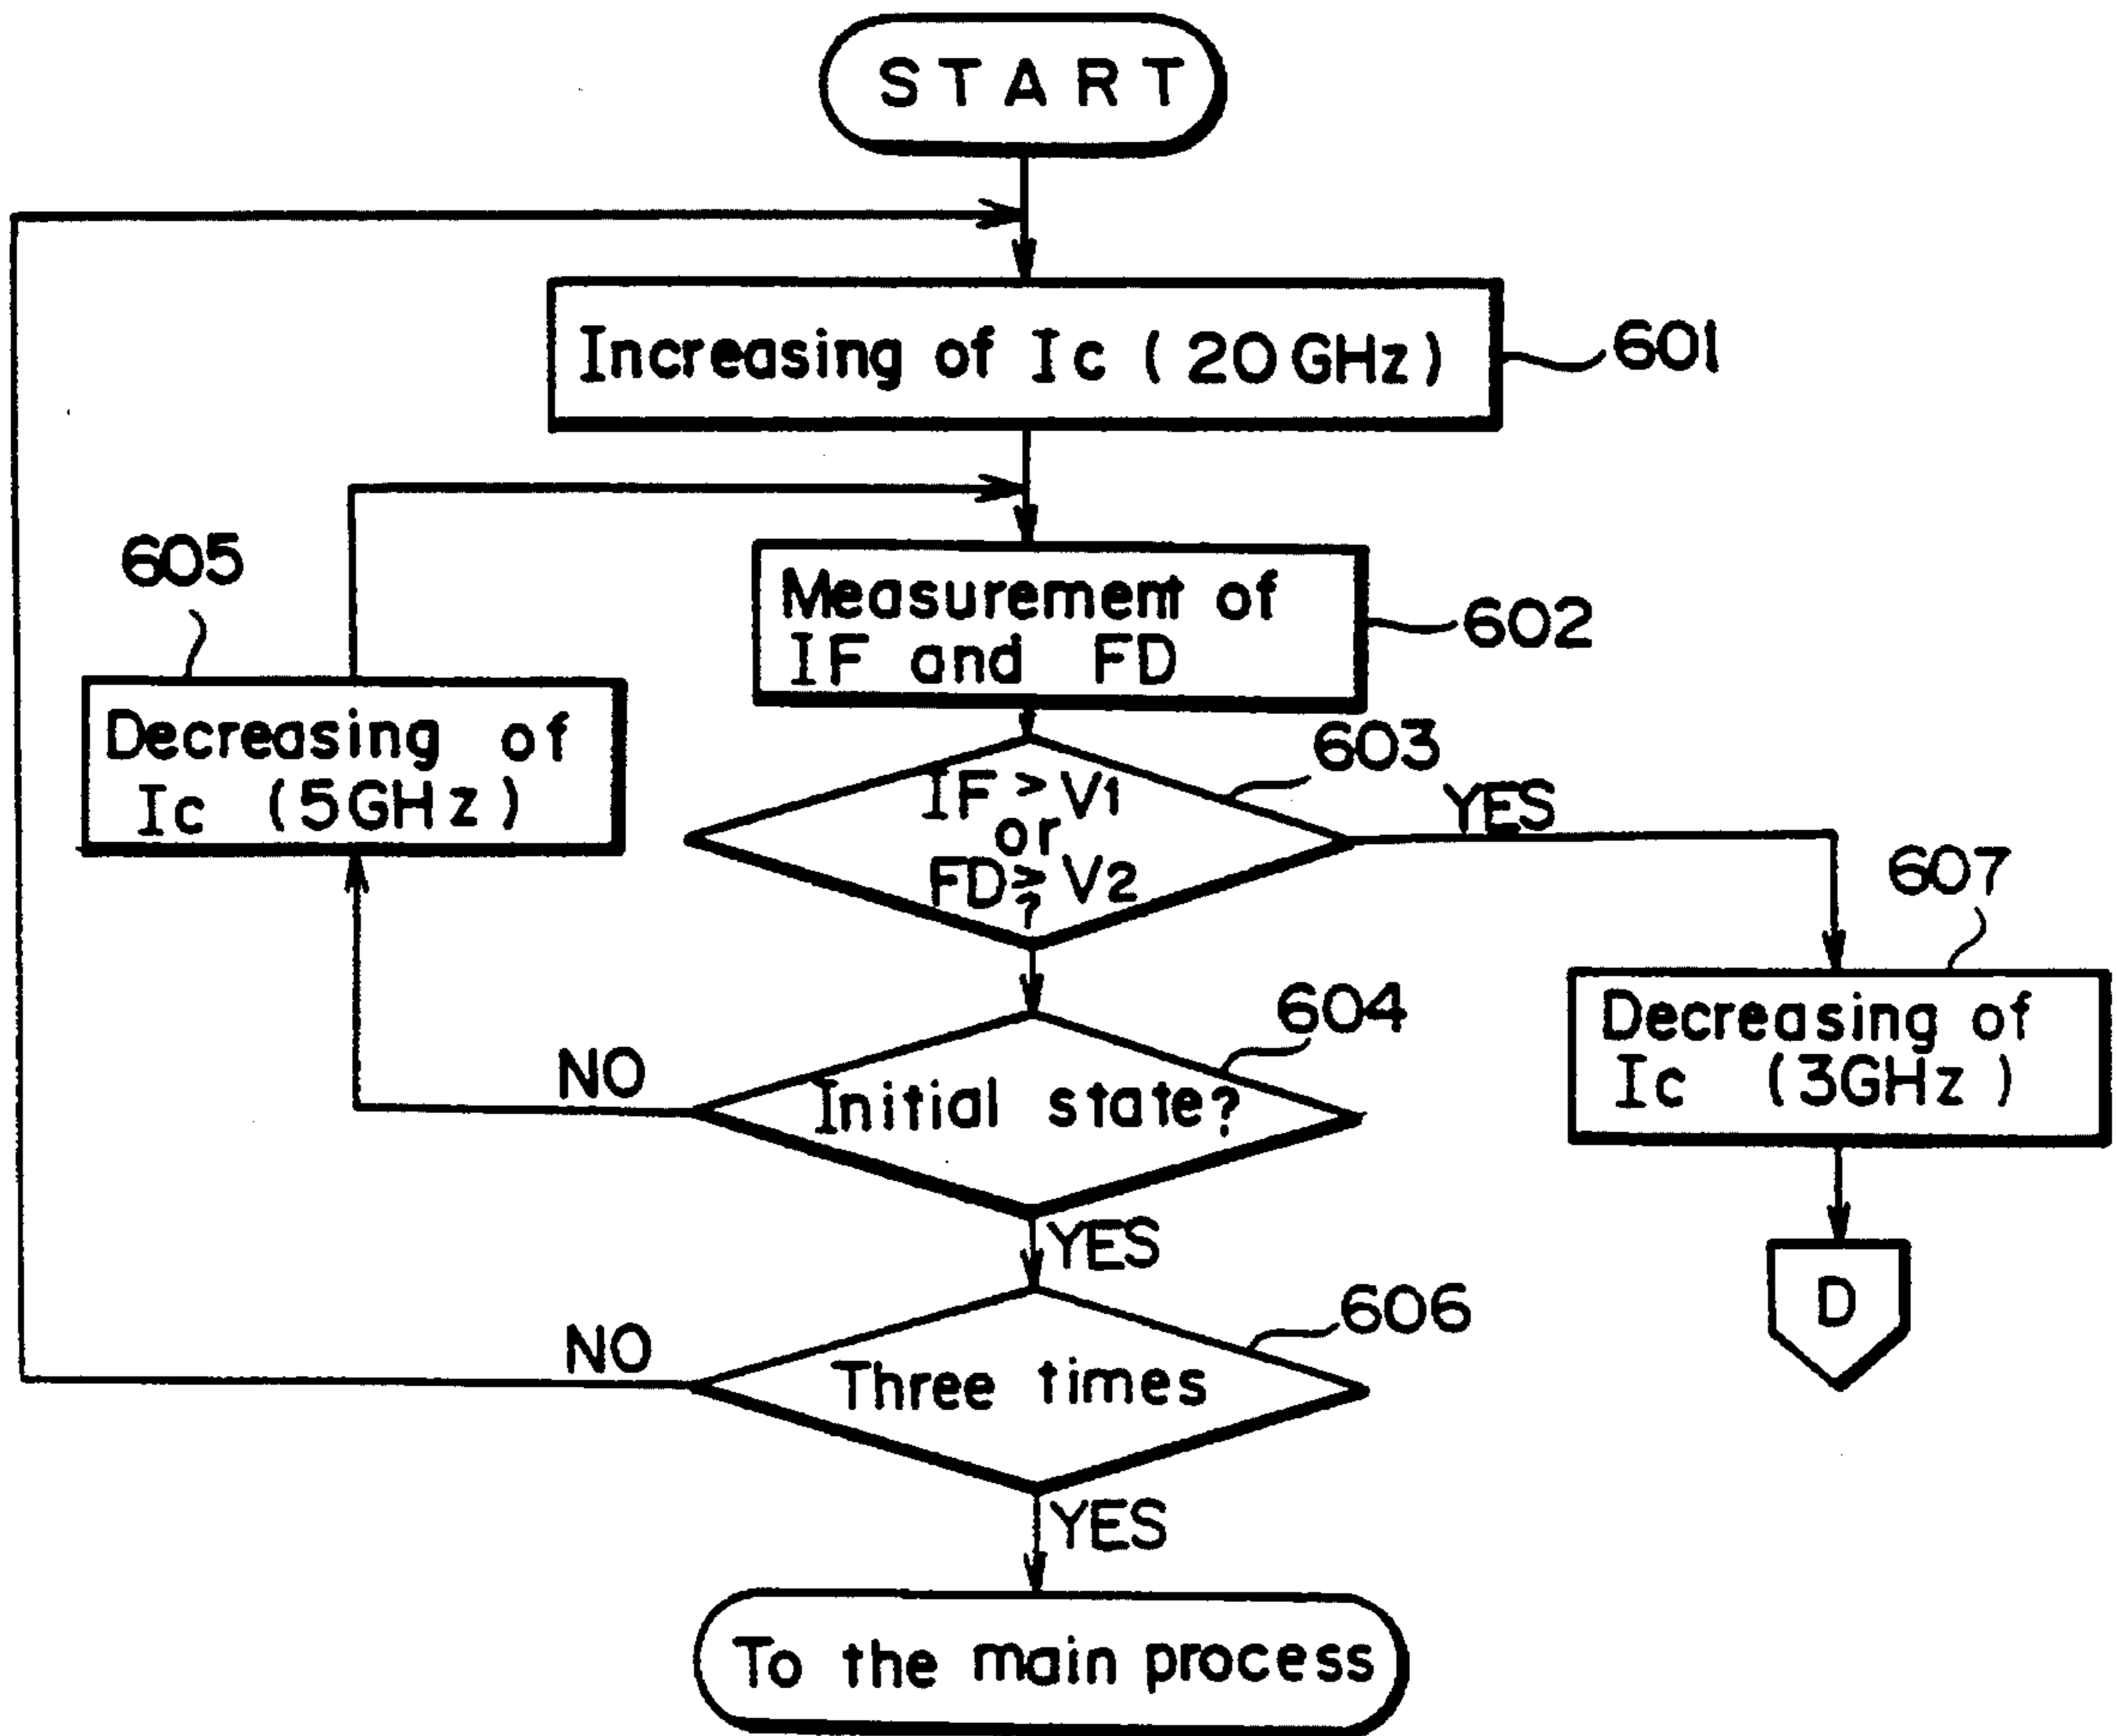 START
Increasing of Ic (20GHz)
601
605
Measurement of
IF and FD
602
Decreasing of
Ic (5GHz)
603
IF > V1
or
FD ≥ V2
?
YES
607
604
Decreasing of
Ic (3GHz)
NO
Initial state?
YES
D
606
NO
Three times
YES
To the main process